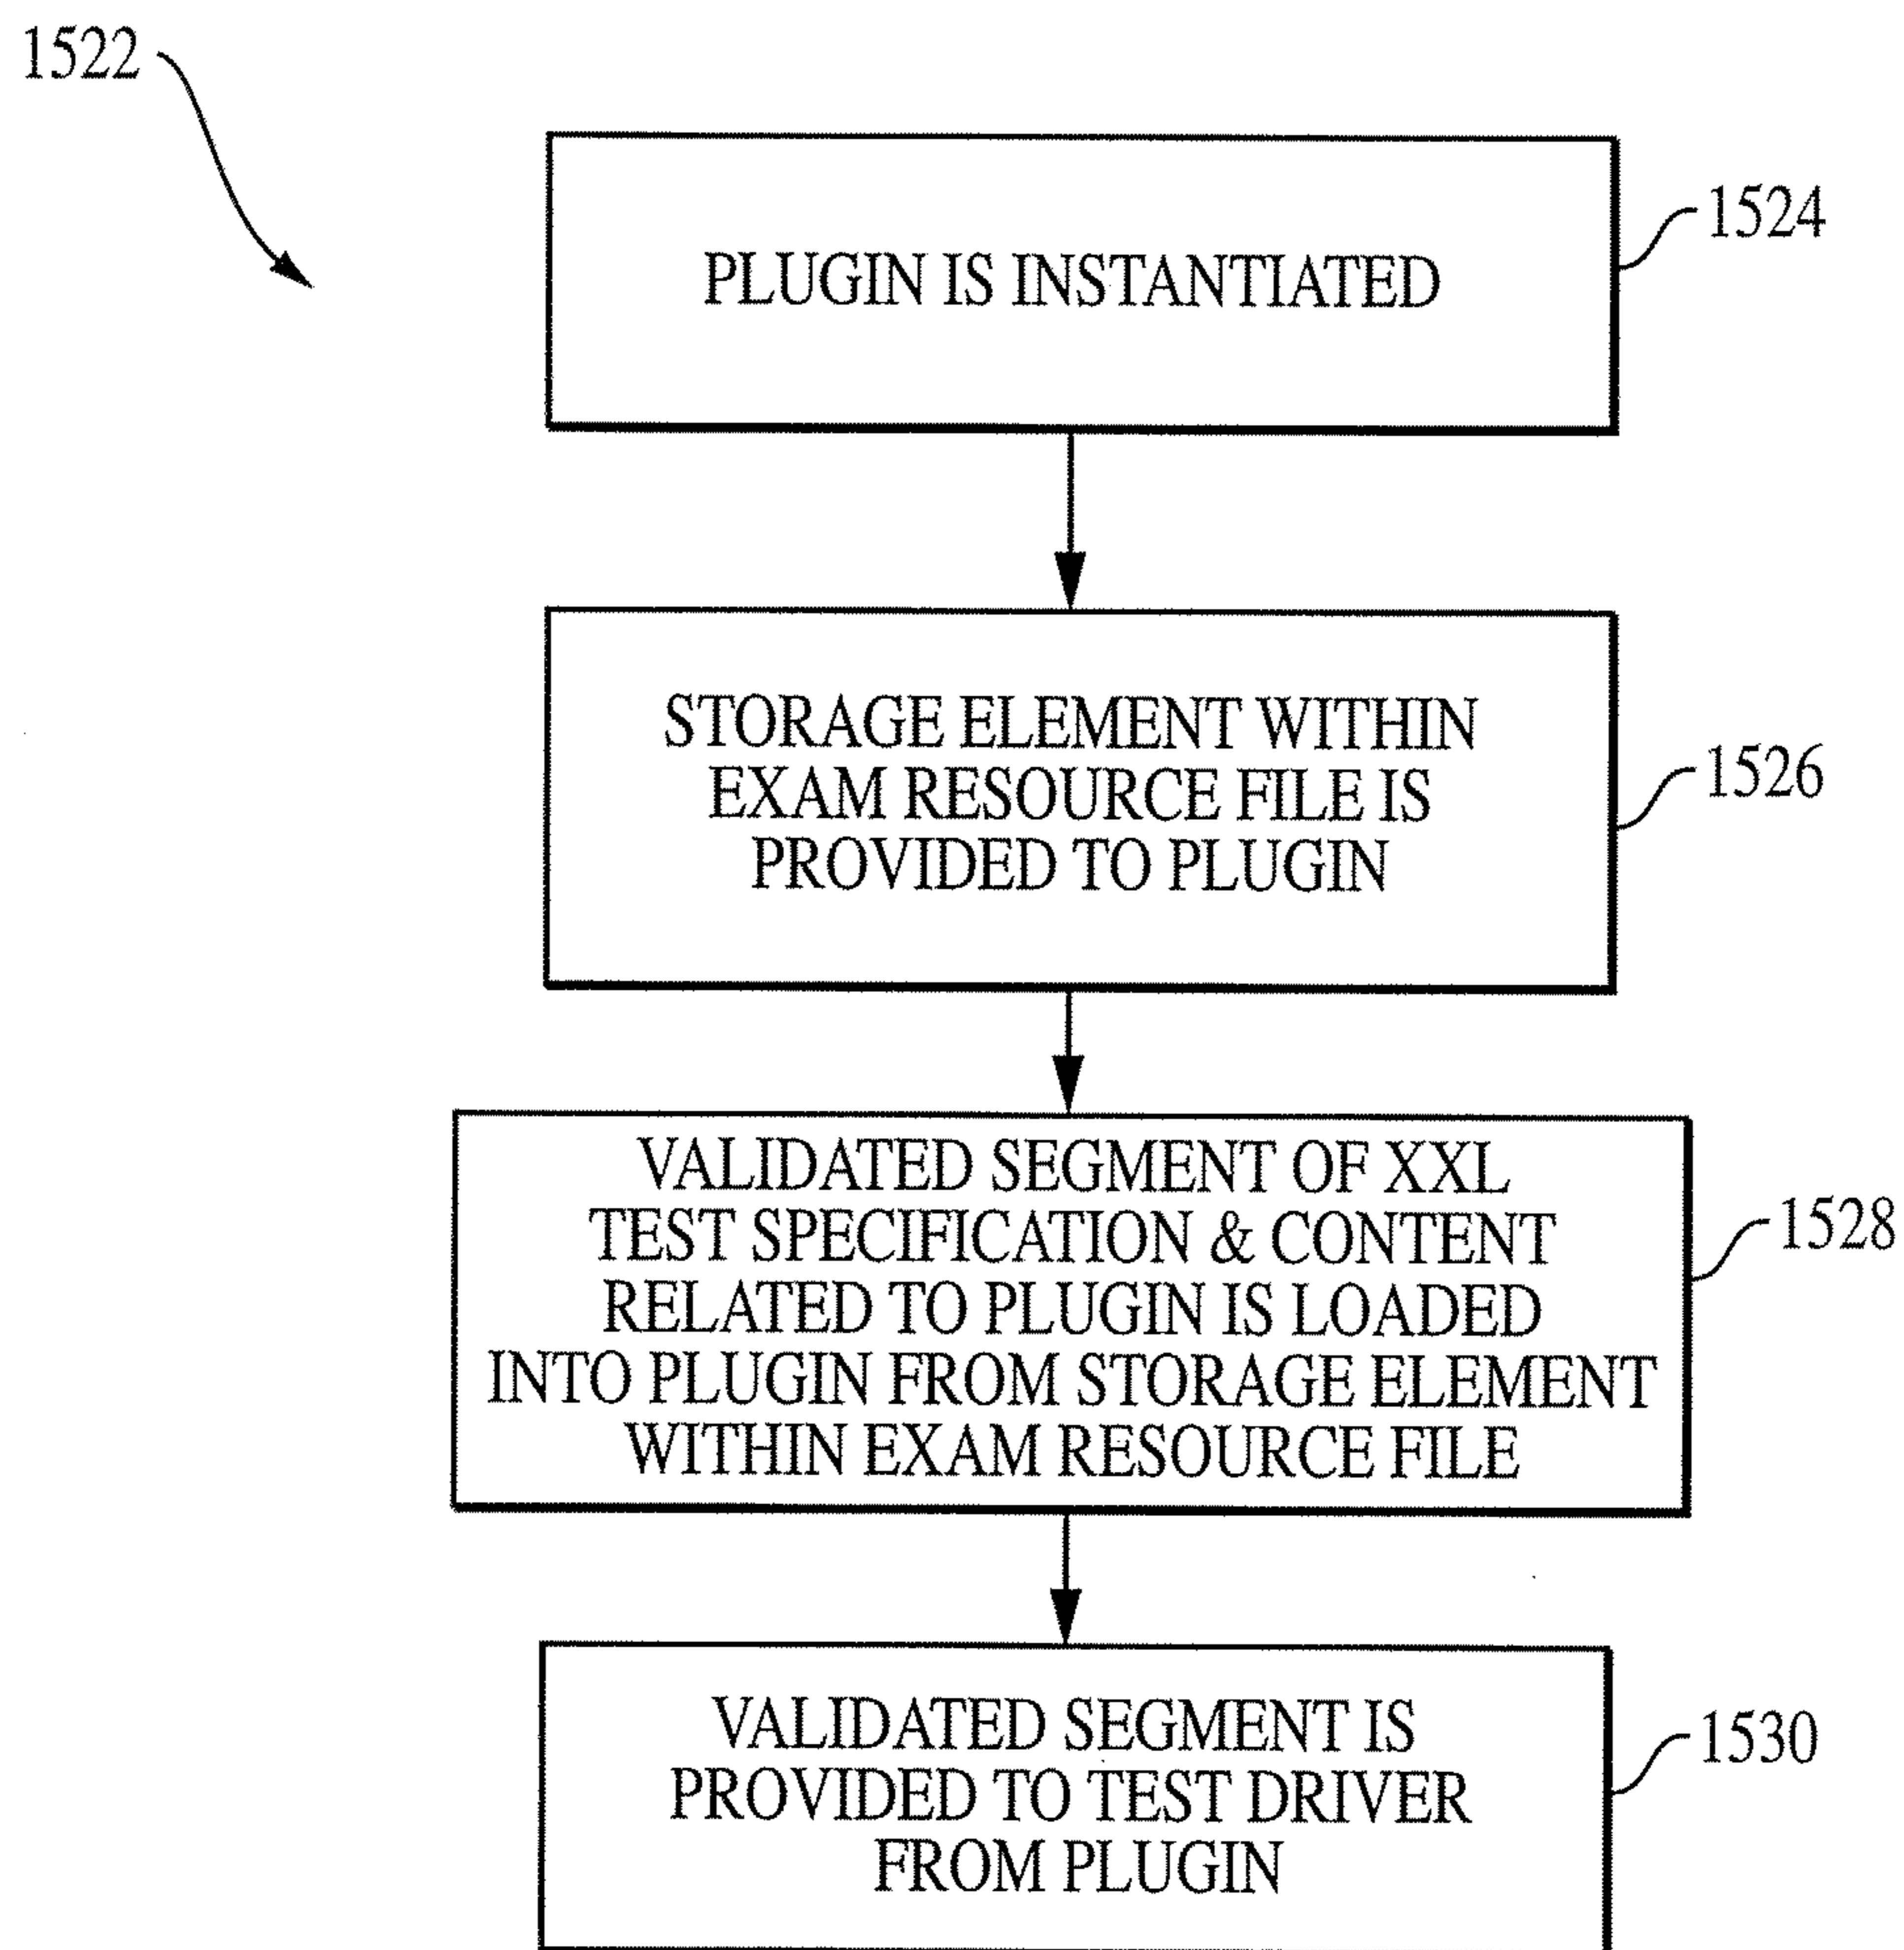 1522
PLUGIN IS INSTANTIATED
1524
STORAGE ELEMENT WITHIN
EXAM RESOURCE FILE IS
PROVIDED TO PLUGIN
1526
VALIDATED SEGMENT OF XXL
TEST SPECIFICATION & CONTENT
RELATED TO PLUGIN IS LOADED
INTO PLUGIN FROM STORAGE ELEMENT
WITHIN EXAM RESOURCE FILE
1528
VALIDATED SEGMENT IS
PROVIDED TO TEST DRIVER
FROM PLUGIN
1530